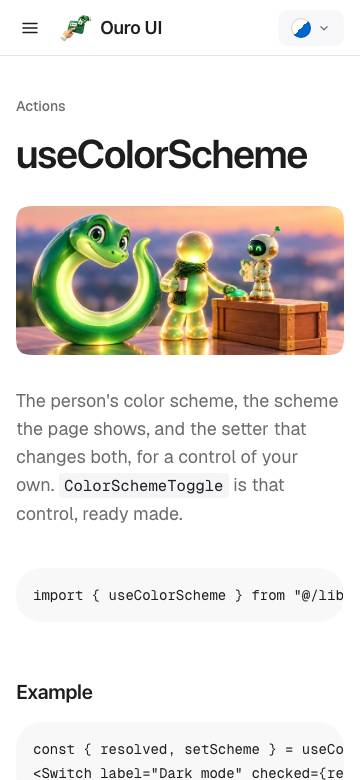 Ouro UI
Actions
useColorScheme
The person's color scheme, the scheme
the page shows, and the setter that
changes both, for a control of your
own. ColorSchemeToggle is that
control, ready made.
import { useColorScheme } from "@/lib
Example
const { resolved, setScheme } = useCo
<Switch label="Dark mode" checked={re